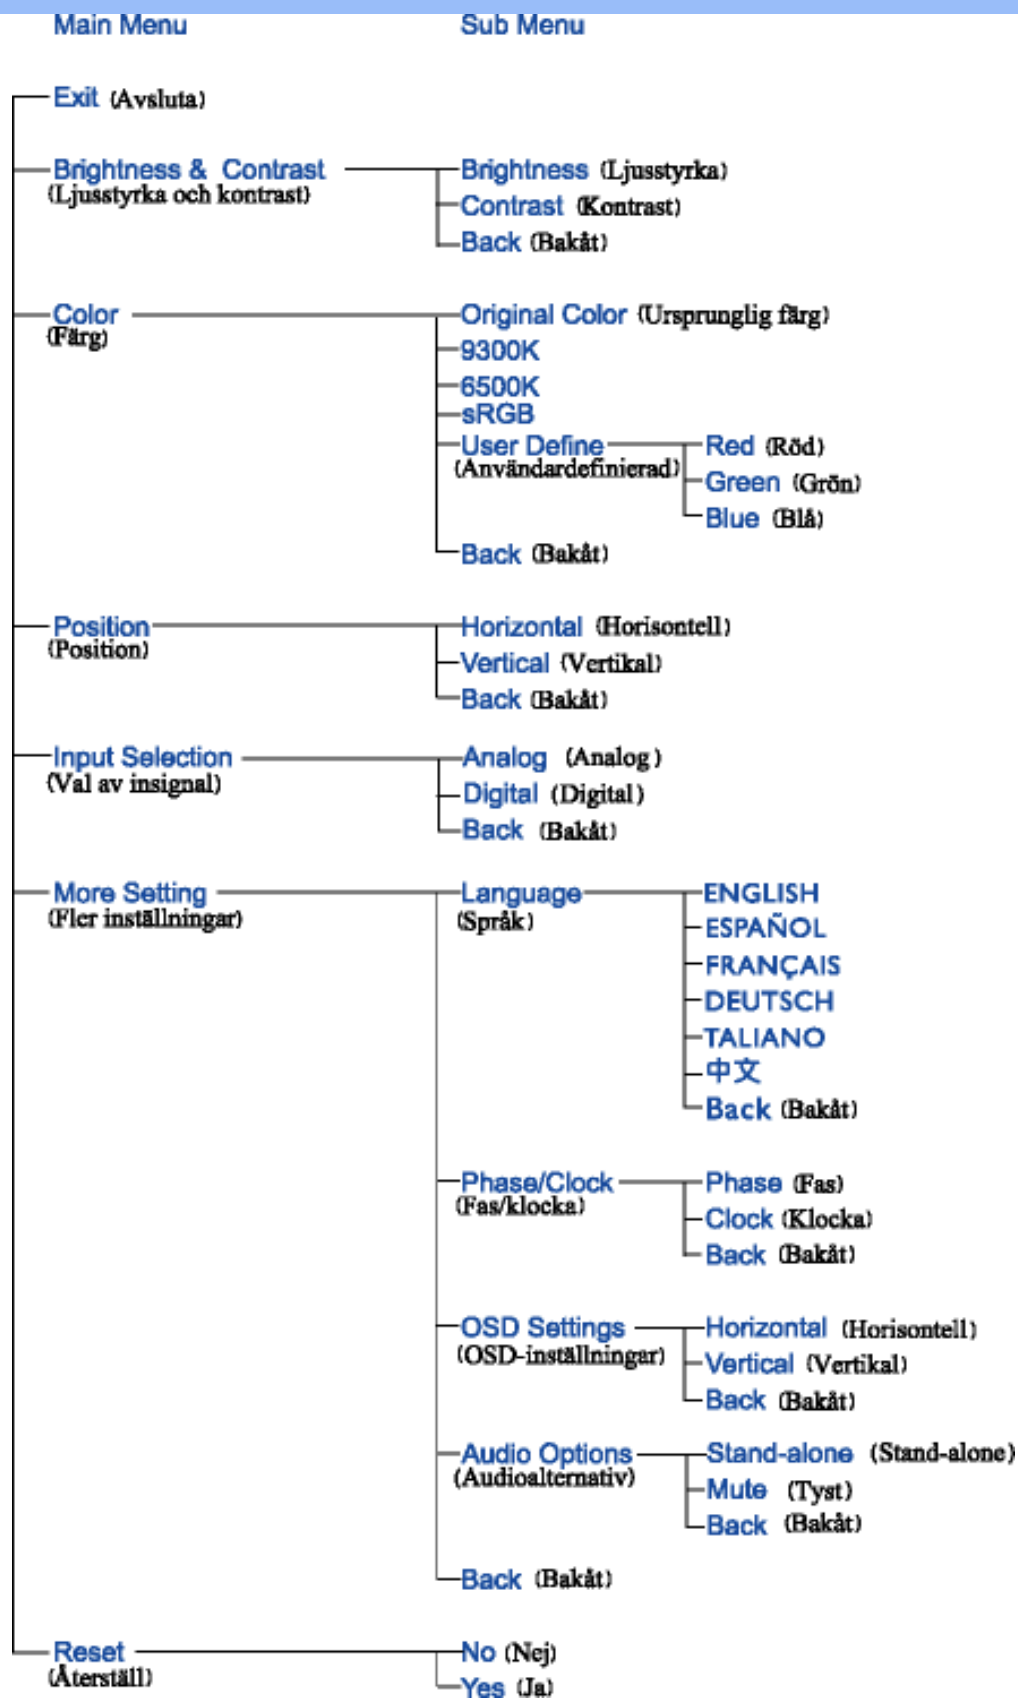 Main Menu Sub Menu
Exit (Avsluta)
Brightness & Contrast Brightness (Ljusstyrka)
(Ljusstyrka och kontrast)
Contrast (Kontrast)
Back (Bakåt)
Color Original Color (Ursprunglig färg)
(Färg)
9300K
6500K
sRGB
User Define Red (Röd)
(Användardefinierad)
Green (Grön)
Blue (Blå)
Back (Bakåt)
Position Horizontal (Horisontell)
(Position)
Vertical (Vertikal)
Back (Bakåt)
Input Selection Analog (Analog)
(Val av insignal)
Digital (Digital)
Back (Bakåt)
More Setting Language ENGLISH
(Fler inställningar) (Språk)
ESPAÑOL
FRANÇAIS
DEUTSCH
TALIANO
中文
Back (Bakåt)
Phase/Clock Phase (Fas)
(Fas/klocka)
Clock (Klocka)
Back (Bakåt)
OSD Settings Horizontal (Horisontell)
(OSD-inställningar)
Vertical (Vertikal)
Back (Bakåt)
Audio Options Stand-alone (Stand-alone)
(Audioalternativ)
Mute (Tyst)
Back (Bakåt)
Back (Bakåt)
Reset No (Nej)
(Återställ)
Yes (Ja)